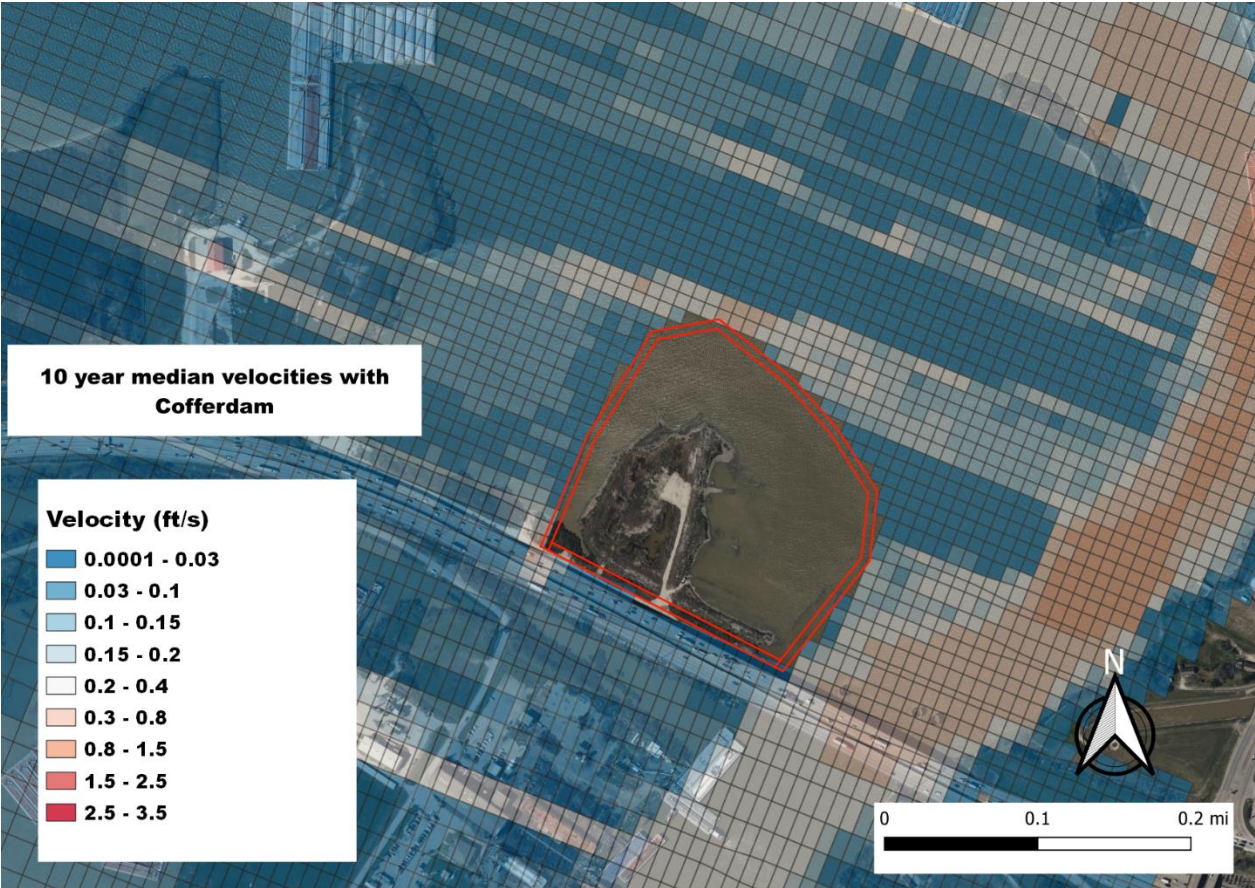 10 year median velocities with
Cofferdam
Velocity (ft/s)
0.0001 - 0.03
0.03 - 0.1
0.1 - 0.15
0.15 - 0.2
0.2 - 0.4
0.3 - 0.8
0.8 - 1.5
1.5 - 2.5
2.5 - 3.5
N
0 0.1 0.2 mi